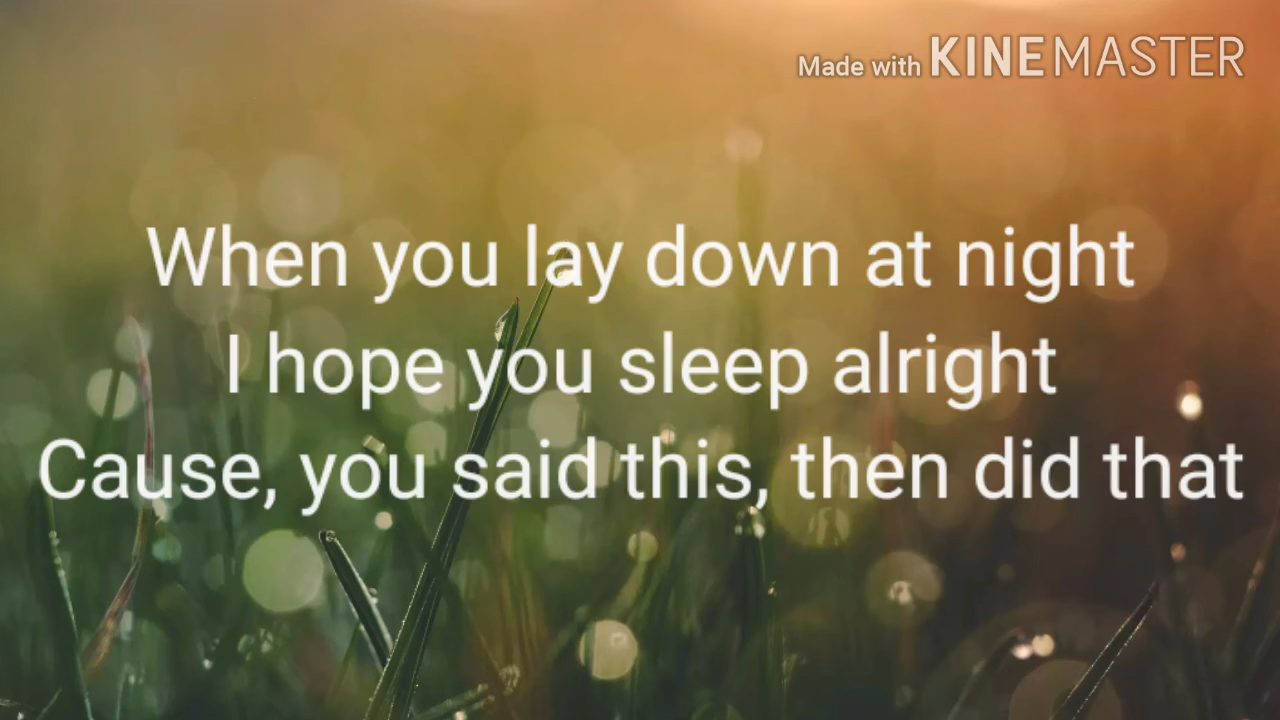 Made with KINEMASTER
When you lay down at night
I hope you sleep alright
Cause, you said this, then did that